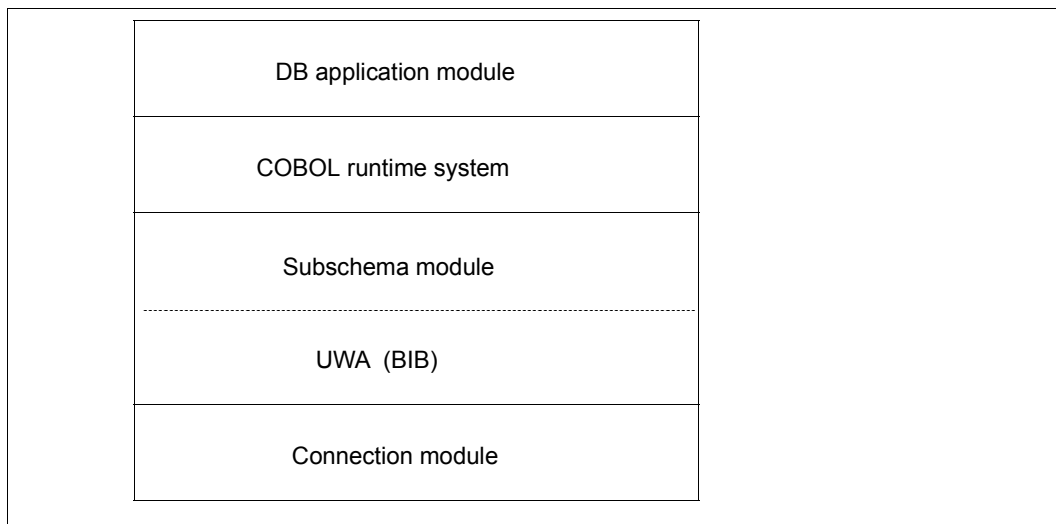 DB application module
COBOL runtime system
Subschema module
UWA (BIB)
Connection module